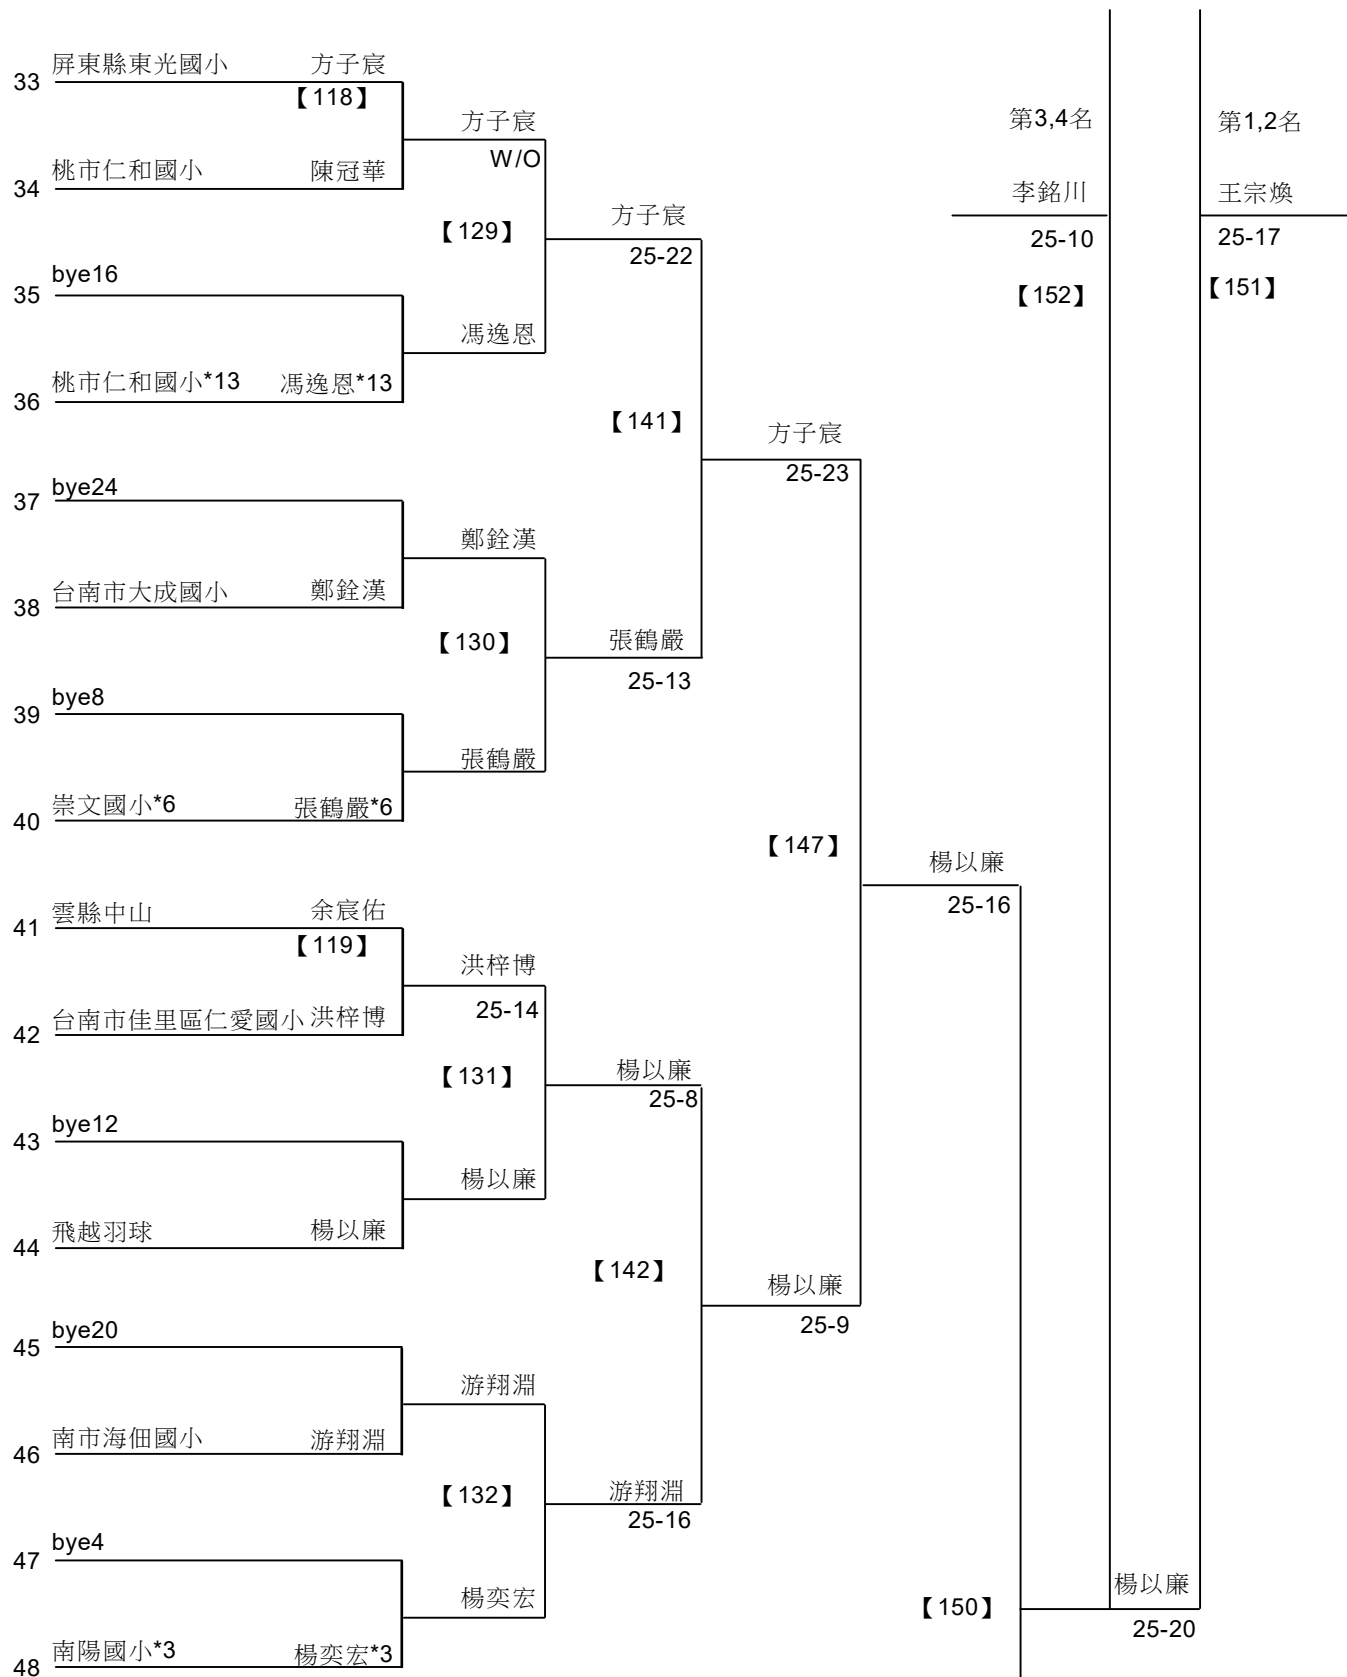 33 屏東縣東光國小 方子宸
【118】
方子宸
W/O
34 桃市仁和國小 陳冠華
【129】
方子宸
25-22
35 bye16
馮逸恩
36 桃市仁和國小*13 馮逸恩*13
【141】
方子宸
25-23
37 bye24
鄭銓漢
38 台南市大成國小 鄭銓漢
【130】
張鶴嚴
25-13
39 bye8
張鶴嚴
40 崇文國小*6 張鶴嚴*6
【147】
楊以廉
25-16
41 雲縣中山 余宸佑
【119】
洪梓博
25-14
42 台南市佳里區仁愛國小 洪梓博
【131】
楊以廉
25-8
43 bye12
楊以廉
44 飛越羽球 楊以廉
【142】
楊以廉
25-9
45 bye20
游翔淵
46 南市海佃國小 游翔淵
【132】
游翔淵
25-16
47 bye4
楊奕宏
48 南陽國小*3 楊奕宏*3
【150】
楊以廉
25-20
第3,4名
李銘川
25-10
【152】
第1,2名
王宗煥
25-17
【151】